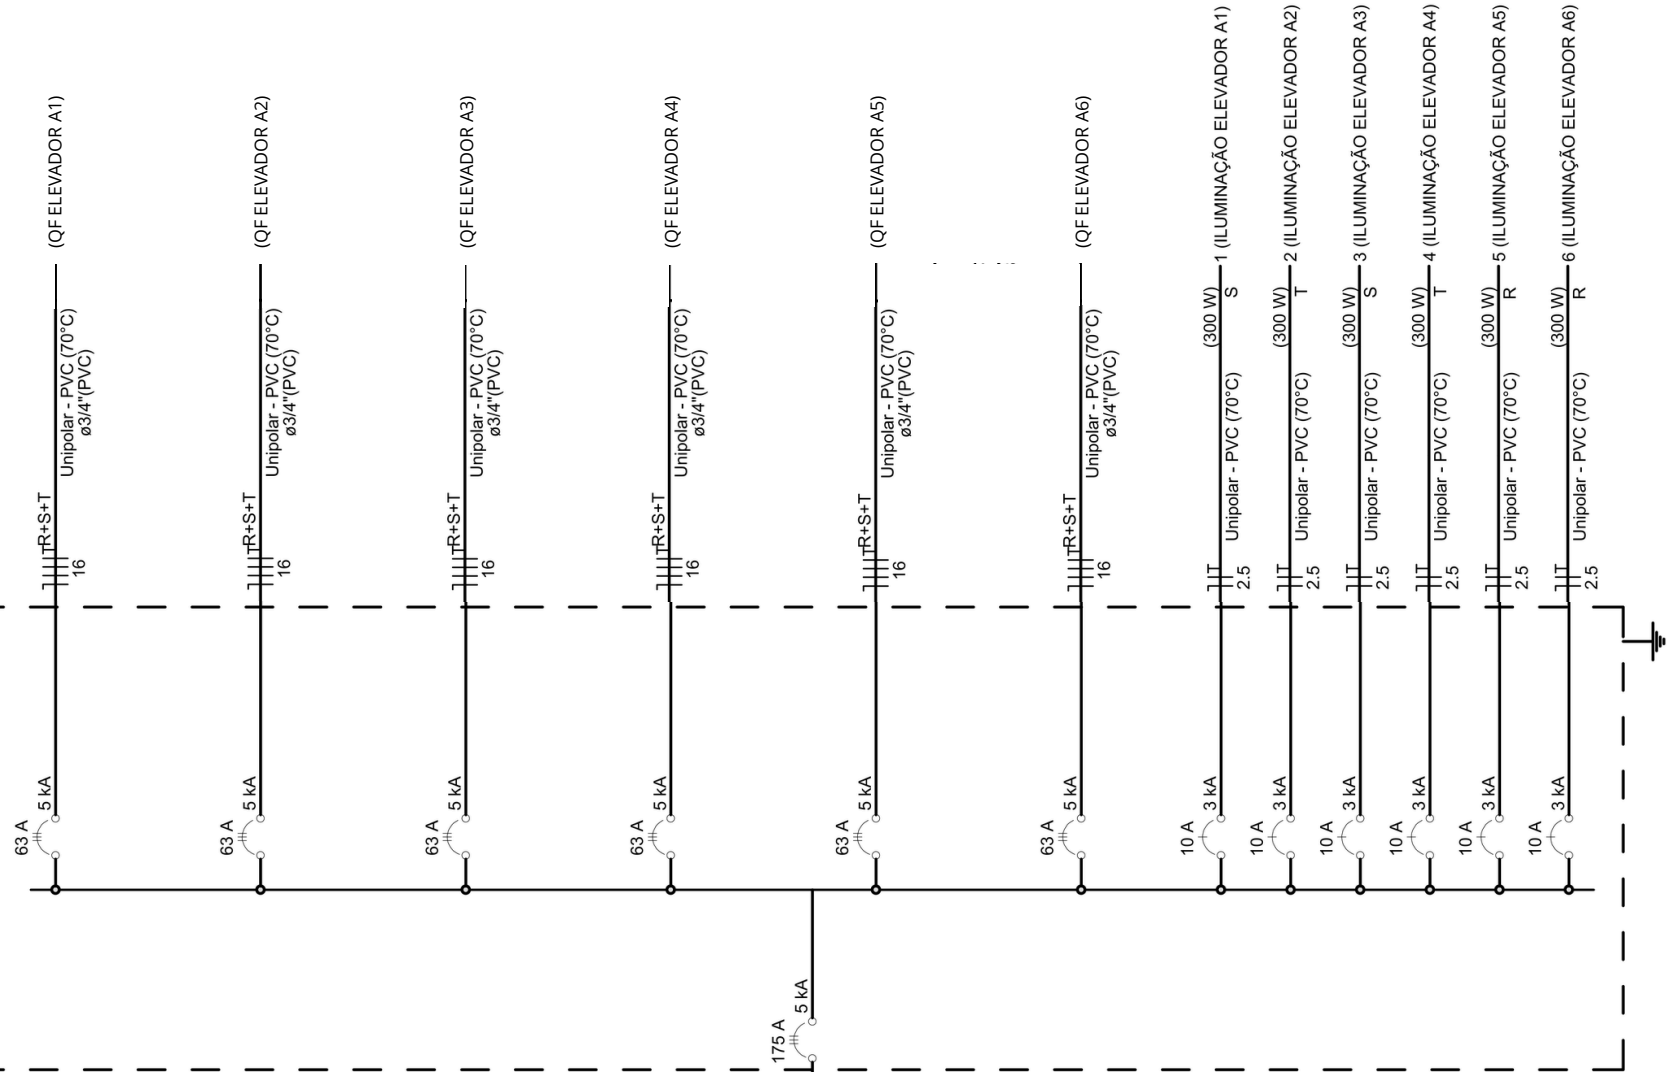 (QF ELEVADOR A1)
Unipolar - PVC (70°C)
ø3/4"(PVC)
R+S+T
16
5 kA
63 A
(QF ELEVADOR A2)
Unipolar - PVC (70°C)
ø3/4"(PVC)
R+S+T
16
5 kA
63 A
(QF ELEVADOR A3)
Unipolar - PVC (70°C)
ø3/4"(PVC)
R+S+T
16
5 kA
63 A
(QF ELEVADOR A4)
Unipolar - PVC (70°C)
ø3/4"(PVC)
R+S+T
16
5 kA
63 A
(QF ELEVADOR A5)
Unipolar - PVC (70°C)
ø3/4"(PVC)
R+S+T
16
5 kA
63 A
(QF ELEVADOR A6)
Unipolar - PVC (70°C)
ø3/4"(PVC)
R+S+T
16
5 kA
63 A
1 (ILUMINAÇÃO ELEVADOR A1)
(300 W)
S
Unipolar - PVC (70°C)
2.5
3 kA
10 A
2 (ILUMINAÇÃO ELEVADOR A2)
(300 W)
T
Unipolar - PVC (70°C)
2.5
3 kA
10 A
3 (ILUMINAÇÃO ELEVADOR A3)
(300 W)
S
Unipolar - PVC (70°C)
2.5
3 kA
10 A
4 (ILUMINAÇÃO ELEVADOR A4)
(300 W)
T
Unipolar - PVC (70°C)
2.5
3 kA
10 A
5 (ILUMINAÇÃO ELEVADOR A5)
(300 W)
R
Unipolar - PVC (70°C)
2.5
3 kA
10 A
6 (ILUMINAÇÃO ELEVADOR A6)
(300 W)
R
Unipolar - PVC (70°C)
2.5
3 kA
10 A
5 kA
175 A